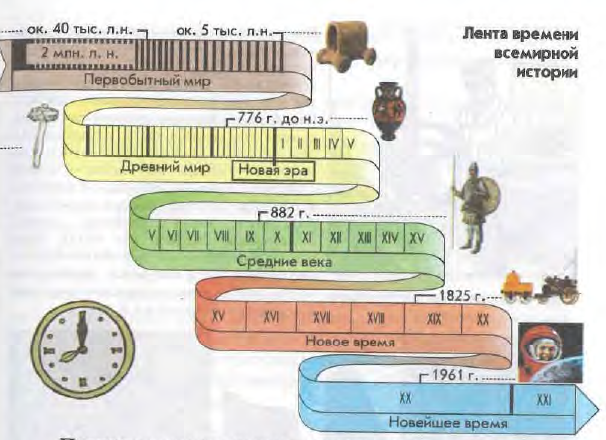 ок. 40 тыс. л.н. ок. 5 тыс. л.н.
Лента времени
всемирной
истории
2 млн. л. н.
Первобытный мир
776 г. до н.э.
I II III IV V
Древний мир Новая эра
882 г.
V VI VII VIII IX X XI XII XIII XIV XV
Средние века
1825 г.
XV XVI XVII XVIII XIX XX
Новое время
1961 г.
XX XXI
Новейшее время